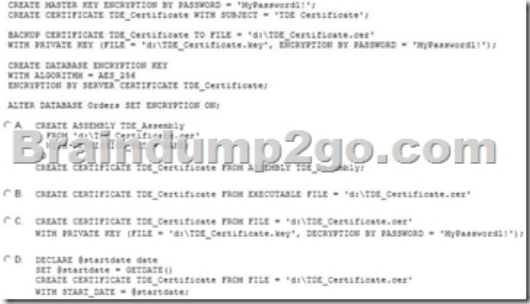 CREATE MASTER KEY ENCRYPTION BY PASSWORD = 'MyPassword1!';
CREATE CERTIFICATE TDE_Certificate WITH SUBJECT = 'TDE Certificate';
BACKUP CERTIFICATE TDE_Certificate TO FILE = 'd:\TDE_Certificate.cer'
WITH PRIVATE KEY (FILE = 'd:\TDE_Certificate.key', ENCRYPTION BY PASSWORD = 'MyPassword1!');
CREATE DATABASE ENCRYPTION KEY
WITH ALGORITHM = AES_256
ENCRYPTION BY SERVER CERTIFICATE TDE_Certificate;
ALTER DATABASE Orders SET ENCRYPTION ON;
A. CREATE ASSEMBLY TDE_Assembly
FROM 'd:\TDE_Certificate.cer'
Braindump2go.com
CREATE CERTIFICATE TDE_Certificate FROM ASSEMBLY TDE_Assembly;
B. CREATE CERTIFICATE TDE_Certificate FROM EXECUTABLE FILE = 'd:\TDE_Certificate.cer'
C. CREATE CERTIFICATE TDE_Certificate FROM FILE = 'd:\TDE_Certificate.cer'
WITH PRIVATE KEY (FILE = 'd:\TDE_Certificate.key', DECRYPTION BY PASSWORD = 'MyPassword1!');
D. DECLARE @startdate date
SET @startdate = GETDATE()
CREATE CERTIFICATE TDE_Certificate FROM FILE = 'd:\TDE_Certificate.cer'
WITH START_DATE = @startdate;